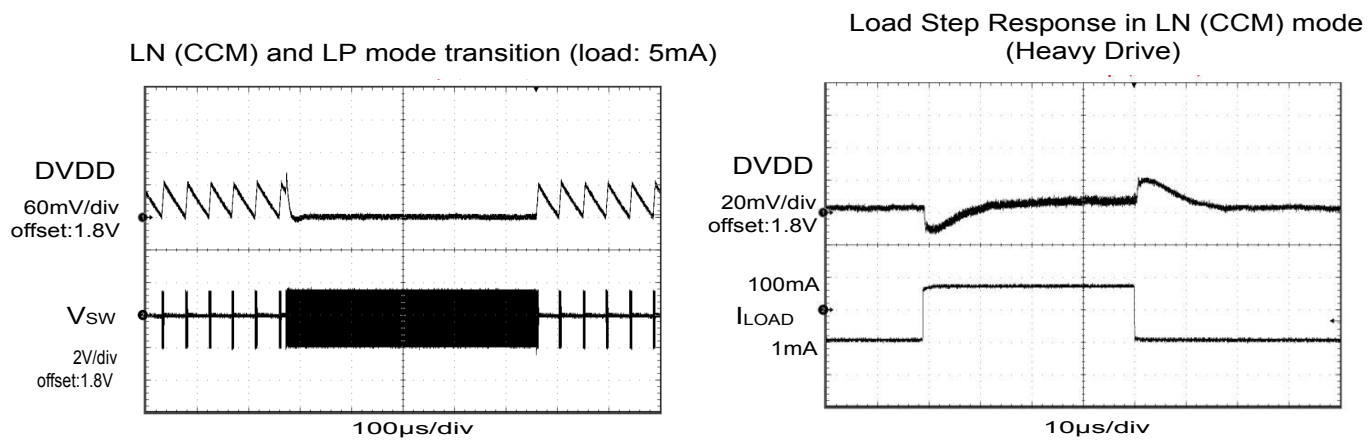 LN (CCM) and LP mode transition (load: 5mA)
DVDD
60mV/div
offset:1.8V
VSW
2V/div
offset:1.8V
100µs/div
Load Step Response in LN (CCM) mode
(Heavy Drive)
DVDD
20mV/div
offset:1.8V
100mA
ILOAD
1mA
10µs/div